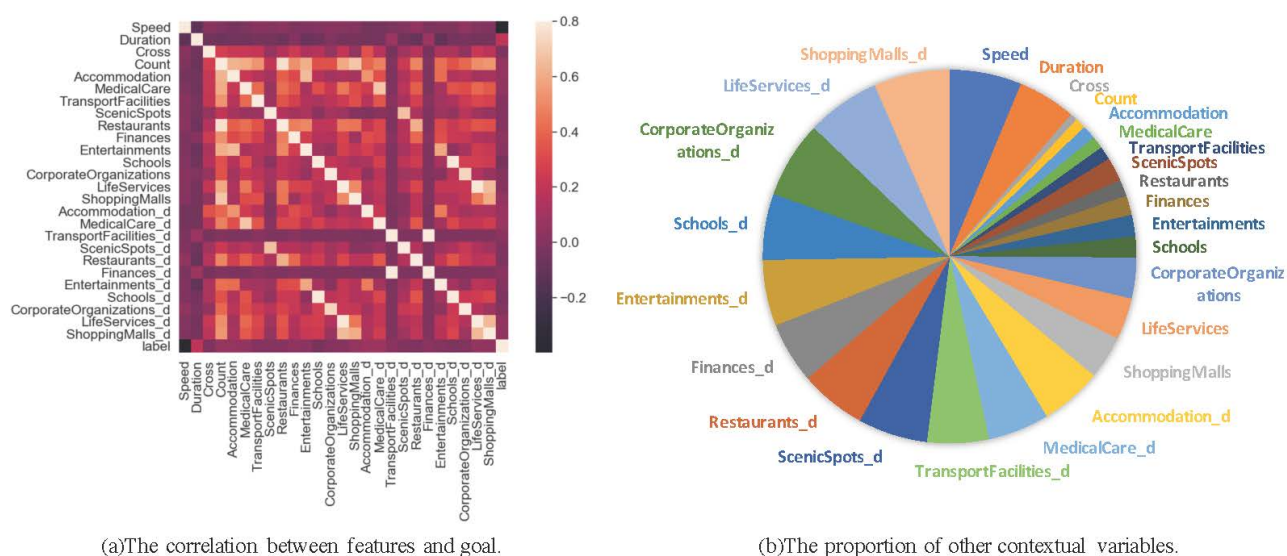 Speed
Duration
Cross
Count
Accommodation
MedicalCare
TransportFacilities
ScenicSpots
Restaurants
Finances
Entertainments
Schools
CorporateOrganizations
LifeServices
ShoppingMalls
Accommodation_d
MedicalCare_d
TransportFacilities_d
ScenicSpots_d
Restaurants_d
Finances_d
Entertainments_d
Schools_d
CorporateOrganizations_d
LifeServices_d
ShoppingMalls_d
label
Speed
Duration
Cross
Count
Accommodation
MedicalCare
TransportFacilities
ScenicSpots
Restaurants
Finances
Entertainments
Schools
CorporateOrganizations
LifeServices
ShoppingMalls
Accommodation_d
MedicalCare_d
TransportFacilities_d
ScenicSpots_d
Restaurants_d
Finances_d
Entertainments_d
Schools_d
CorporateOrganizations_d
LifeServices_d
ShoppingMalls_d
label
0.8
0.6
0.4
0.2
0.0
−0.2
(a)The correlation between features and goal.
Speed
Duration
Cross
Count
Accommodation
MedicalCare
TransportFacilities
ScenicSpots
Restaurants
Finances
Entertainments
Schools
CorporateOrganiz
ations
LifeServices
ShoppingMalls
Accommodation_d
MedicalCare_d
TransportFacilities_d
ScenicSpots_d
Restaurants_d
Finances_d
Entertainments_d
Schools_d
CorporateOrganiz
ations_d
LifeServices_d
ShoppingMalls_d
(b)The proportion of other contextual variables.